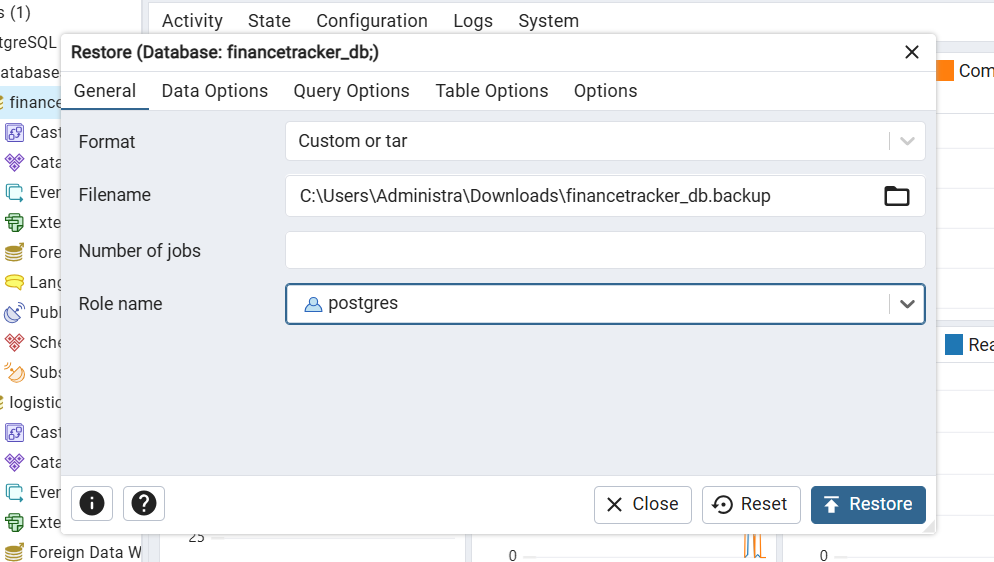 s (1)
Activity State Configuration Logs System
tgreSQL
Restore (Database: financetracker_db;)
atabase
Com
General Data Options Query Options Table Options Options
finance
Format Custom or tar
Cast
Cata
Filename C:\Users\Administra\Downloads\financetracker_db.backup
Even
Exte
Number of jobs
Fore
Lang
Role name postgres
Publ
Sche
Rea
Subs
logistic
Cast
Cata
Even
Close Reset Restore
Exte
25
Foreign Data W
0
0